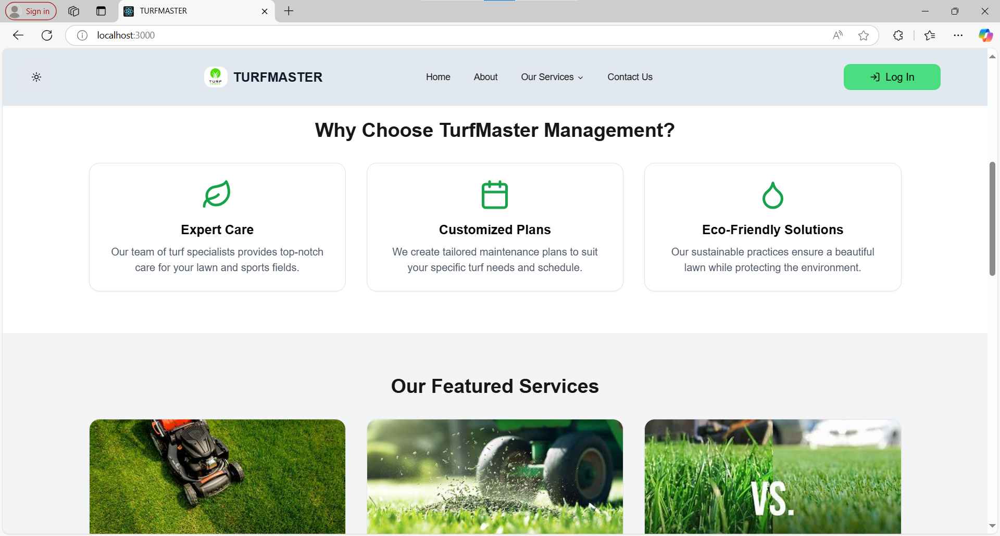 Sign in
TURFMASTER
localhost:3000
TURF
TURFMASTER
Home
About
Our Services
Contact Us
Log In
Why Choose TurfMaster Management?
Expert Care
Our team of turf specialists provides top-notch
care for your lawn and sports fields.
Customized Plans
We create tailored maintenance plans to suit
your specific turf needs and schedule.
Eco-Friendly Solutions
Our sustainable practices ensure a beautiful
lawn while protecting the environment.
Our Featured Services
VS.